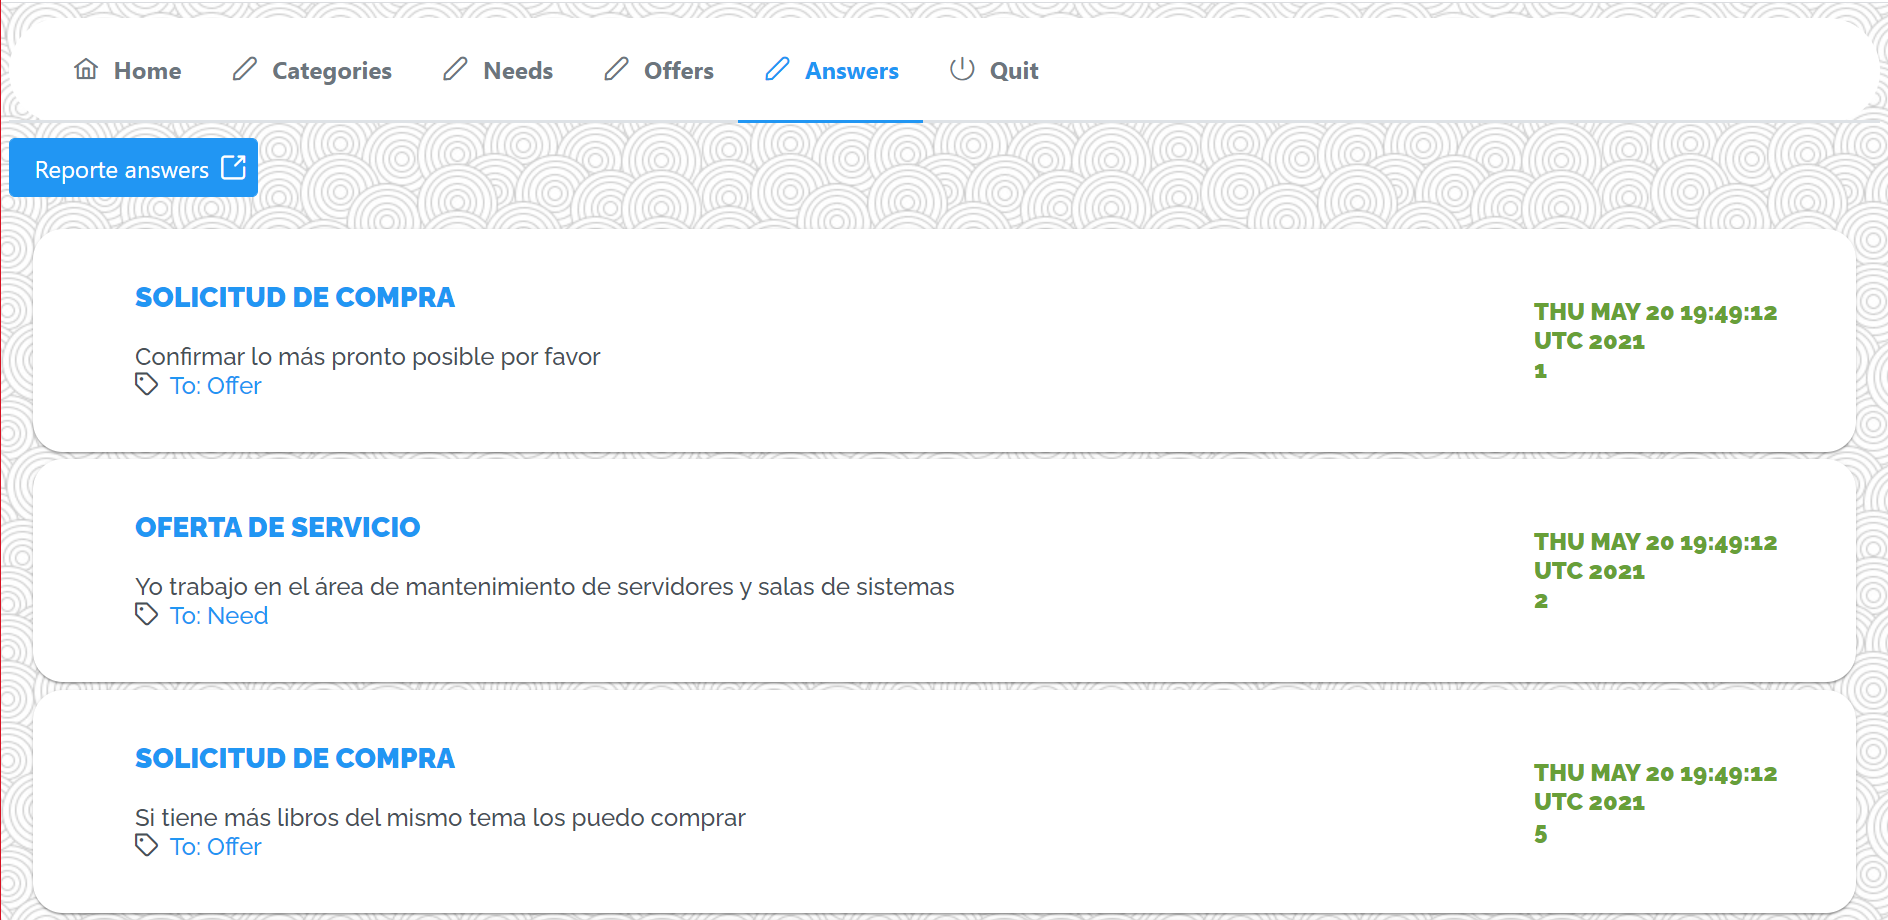 Home Categories Needs Offers Answers Quit
Reporte answers
SOLICITUD DE COMPRA
Confirmar lo más pronto posible por favor
To: Offer
THU MAY 20 19:49:12
UTC 2021
1
OFERTA DE SERVICIO
Yo trabajo en el área de mantenimiento de servidores y salas de sistemas
To: Need
THU MAY 20 19:49:12
UTC 2021
2
SOLICITUD DE COMPRA
Si tiene más libros del mismo tema los puedo comprar
To: Offer
THU MAY 20 19:49:12
UTC 2021
5